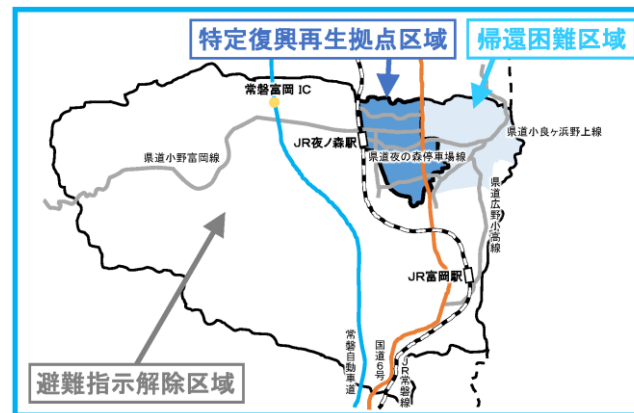 特定復興再生拠点区域
帰還困難区域
常磐富岡 IC
県道小良ヶ浜野上線
JR夜ノ森駅
県道夜の森停車場線
県道小野富岡線
県道広野小高線
JR富岡駅
避難指示解除区域
常磐自動車道
国道6号
JR常磐線